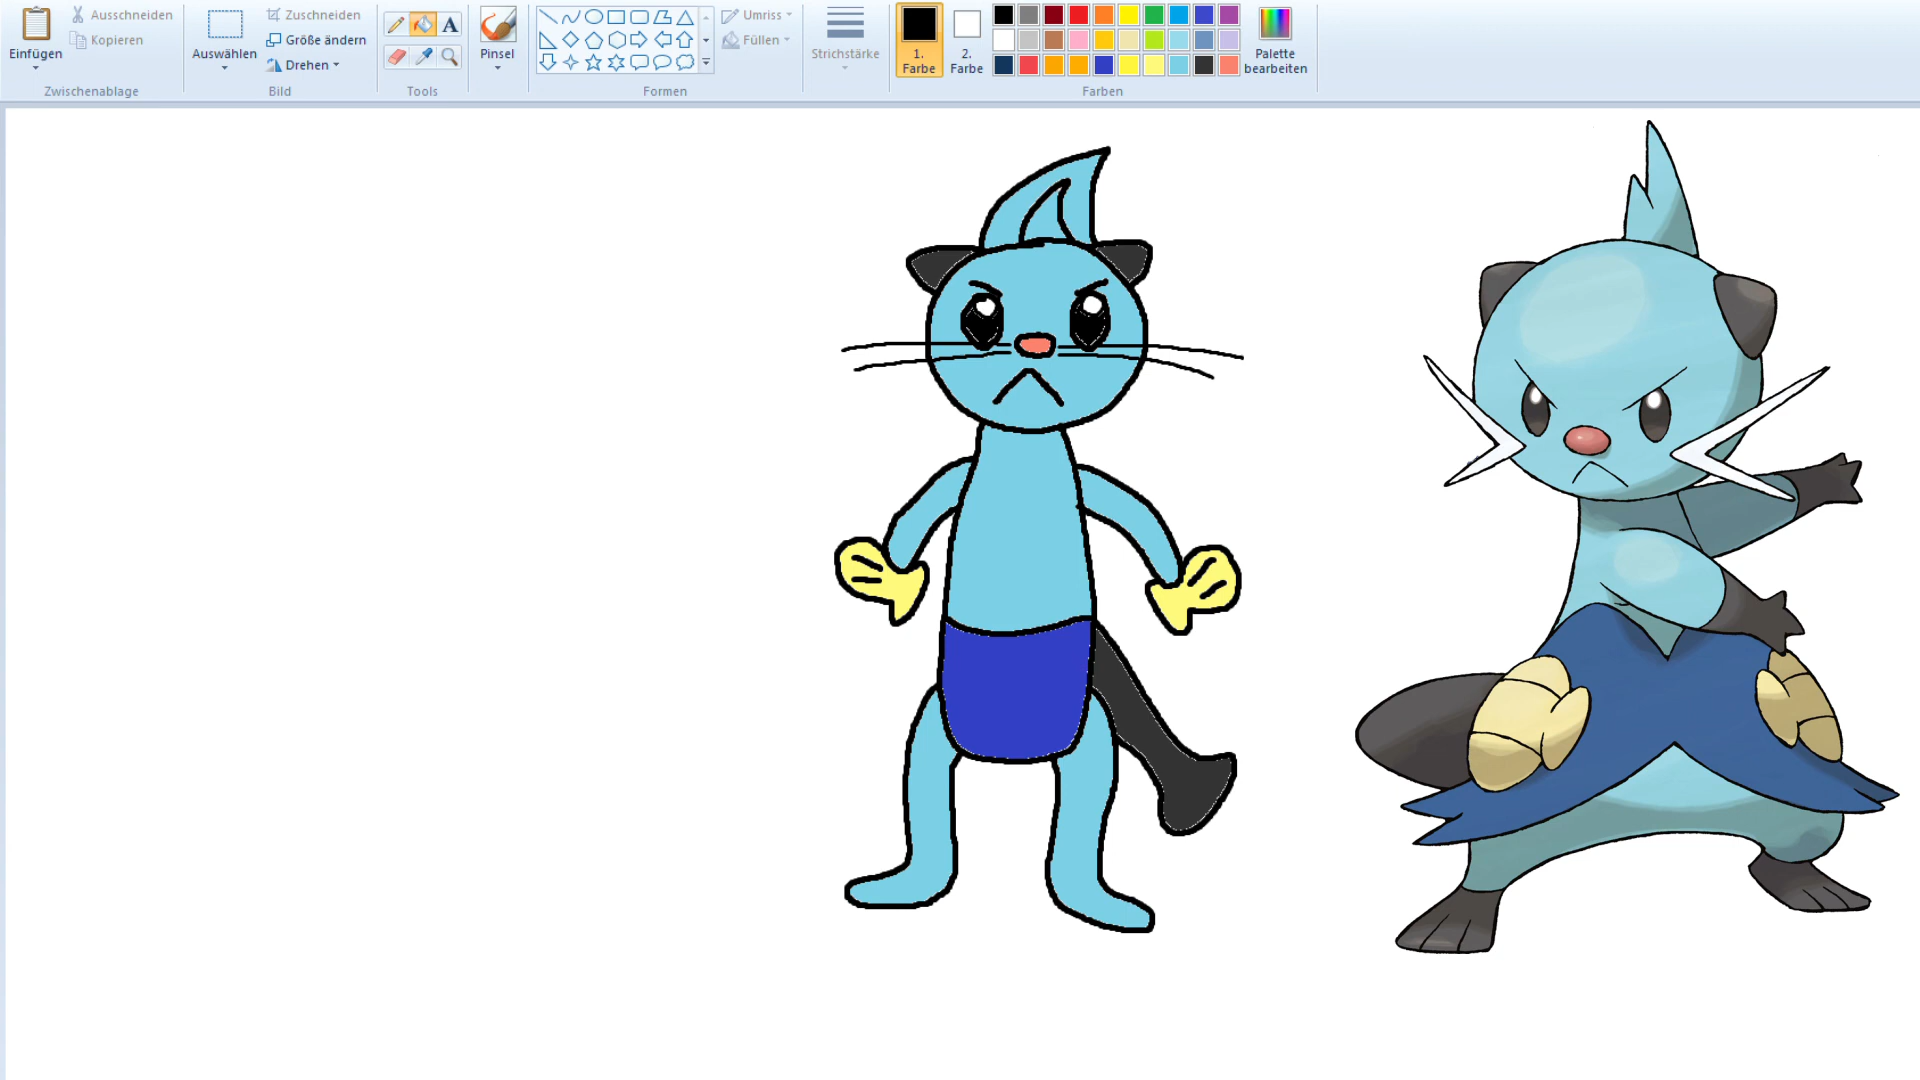 Einfügen
Ausschneiden
Kopieren
Zwischenablage
Auswählen
Zuschneiden
Größe ändern
Drehen
Bild
A
Tools
Pinsel
Umriss
Füllen
Formen
Strichstärke
1.
Farbe
2.
Farbe
Palette
bearbeiten
Farben